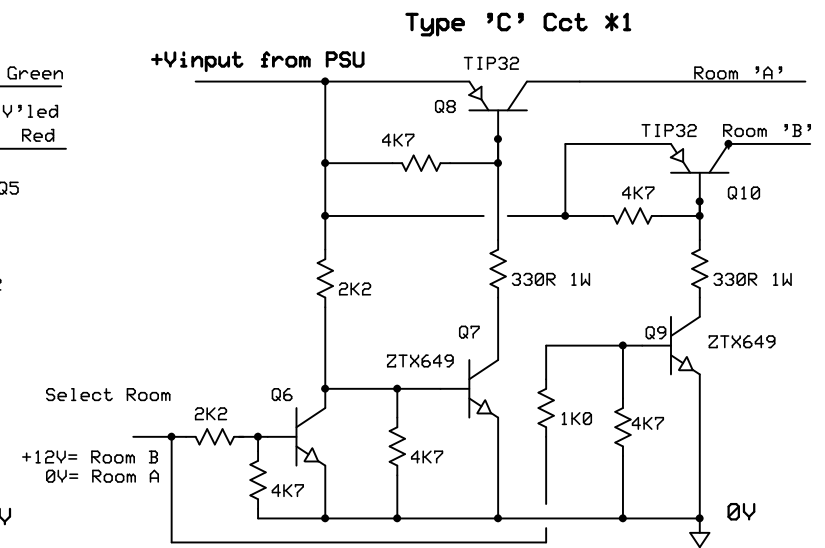 Type 'C' Cct *1
+Vinput from PSU
TIP32
Room 'A'
Green
Q8
V'led
Red
4K7
TIP32
Room 'B'
Q5
4K7
Q10
2K2
330R 1W
330R 1W
Q7
Q9
ZTX649
ZTX649
Select Room
Q6
2K2
1K0
4K7
+12V= Room B
0V= Room A
4K7
4K7
0V